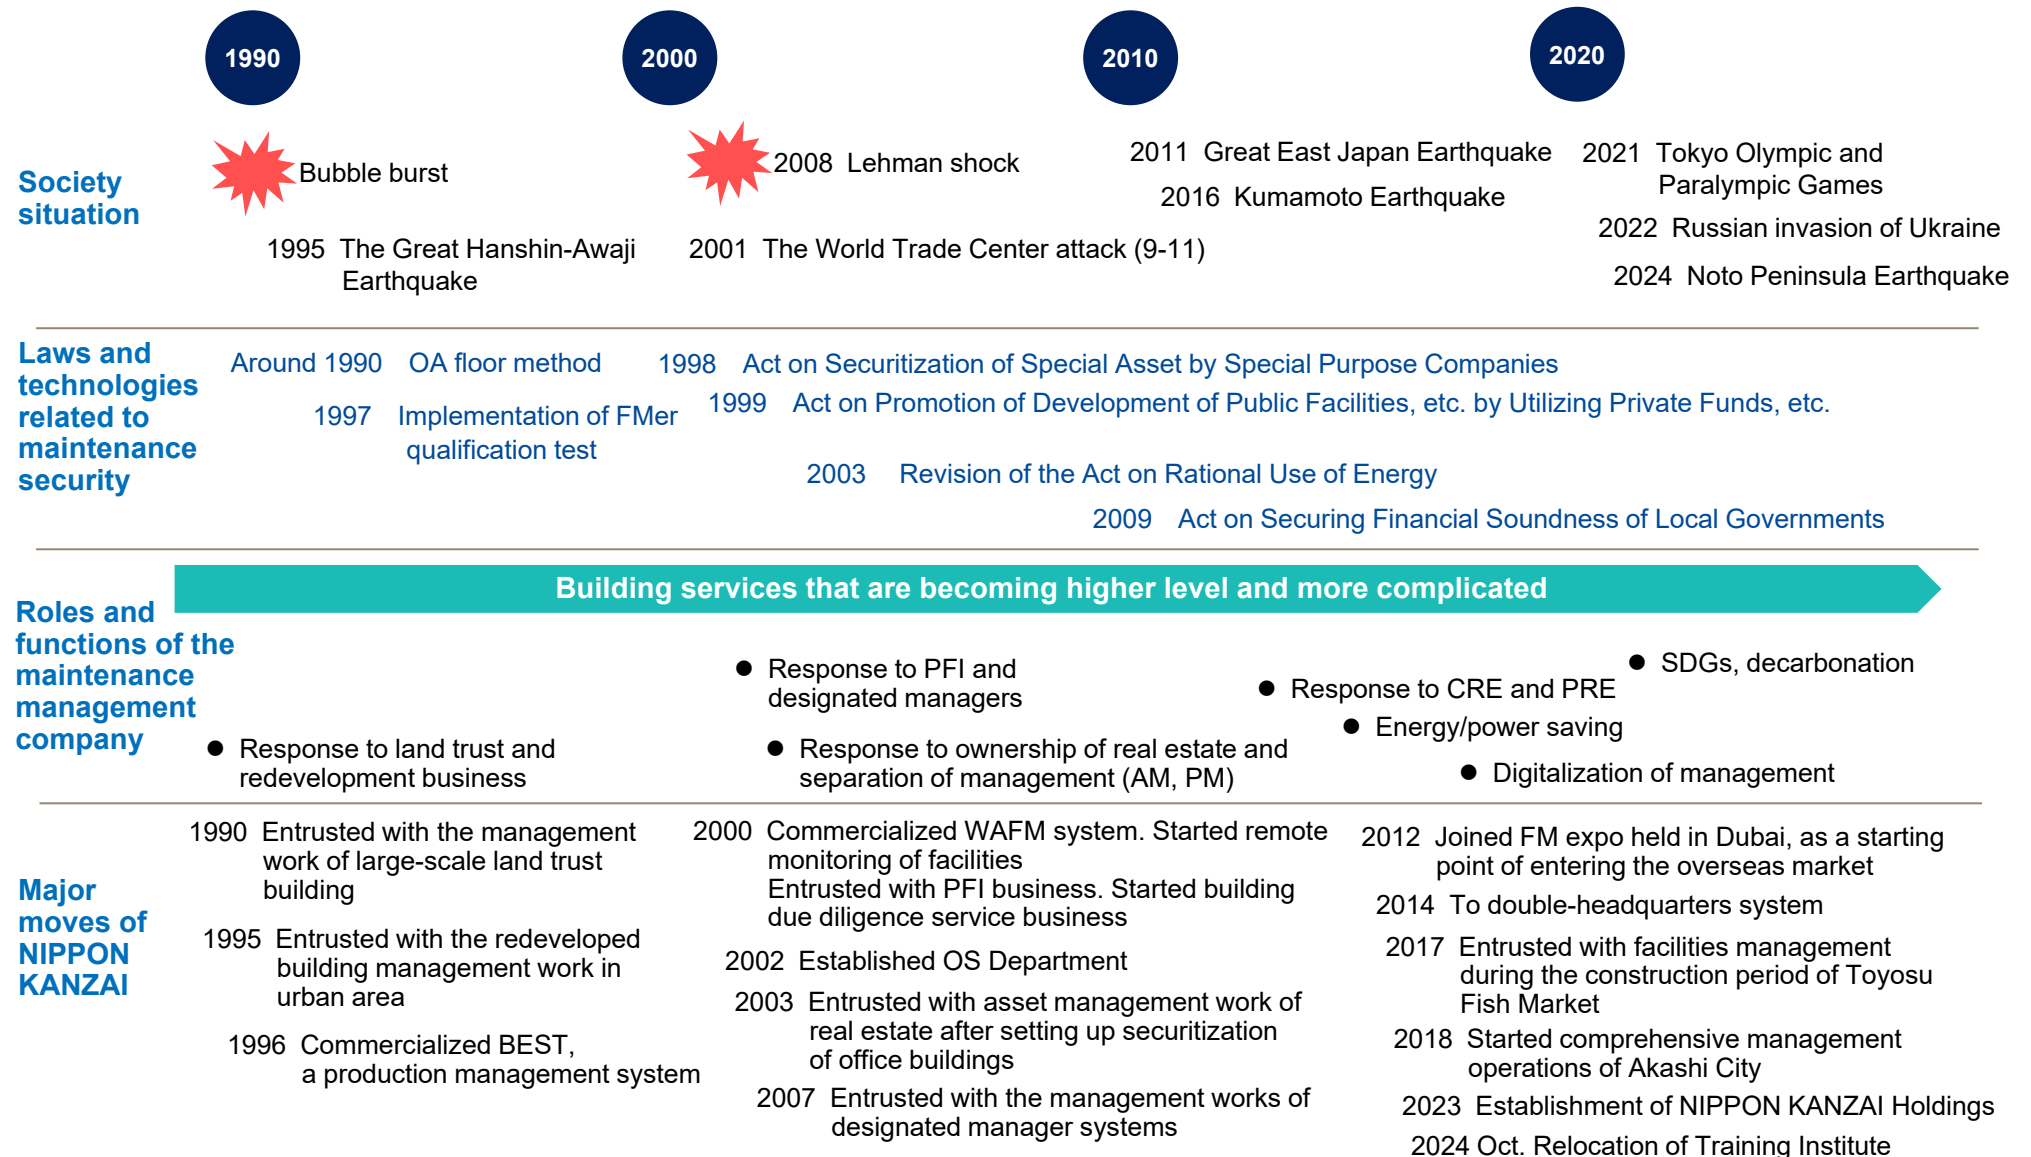 1990
2000
2010
2020
Society
situation
Bubble burst
1995 The Great Hanshin-Awaji
Earthquake
2008 Lehman shock
2001 The World Trade Center attack (9-11)
2011 Great East Japan Earthquake
2016 Kumamoto Earthquake
2021 Tokyo Olympic and
Paralympic Games
2022 Russian invasion of Ukraine
2024 Noto Peninsula Earthquake
Laws and
technologies
related to
maintenance
security
Around 1990 OA floor method
1997 Implementation of FMer
qualification test
1998 Act on Securitization of Special Asset by Special Purpose Companies
1999 Act on Promotion of Development of Public Facilities, etc. by Utilizing Private Funds, etc.
2003 Revision of the Act on Rational Use of Energy
2009 Act on Securing Financial Soundness of Local Governments
Building services that are becoming higher level and more complicated
Roles and
functions of the
maintenance
management
company
● Response to land trust and
redevelopment business
● Response to PFI and
designated managers
● Response to ownership of real estate and
separation of management (AM, PM)
● Response to CRE and PRE
● Energy/power saving
● Digitalization of management
● SDGs, decarbonation
Major
moves of
NIPPON
KANZAI
1990 Entrusted with the management
work of large-scale land trust
building
1995 Entrusted with the redeveloped
building management work in
urban area
1996 Commercialized BEST,
a production management system
2000 Commercialized WAFM system. Started remote
monitoring of facilities
Entrusted with PFI business. Started building
due diligence service business
2002 Established OS Department
2003 Entrusted with asset management work of
real estate after setting up securitization
of office buildings
2007 Entrusted with the management works of
designated manager systems
2012 Joined FM expo held in Dubai, as a starting
point of entering the overseas market
2014 To double-headquarters system
2017 Entrusted with facilities management
during the construction period of Toyosu
Fish Market
2018 Started comprehensive management
operations of Akashi City
2023 Establishment of NIPPON KANZAI Holdings
2024 Oct. Relocation of Training Institute